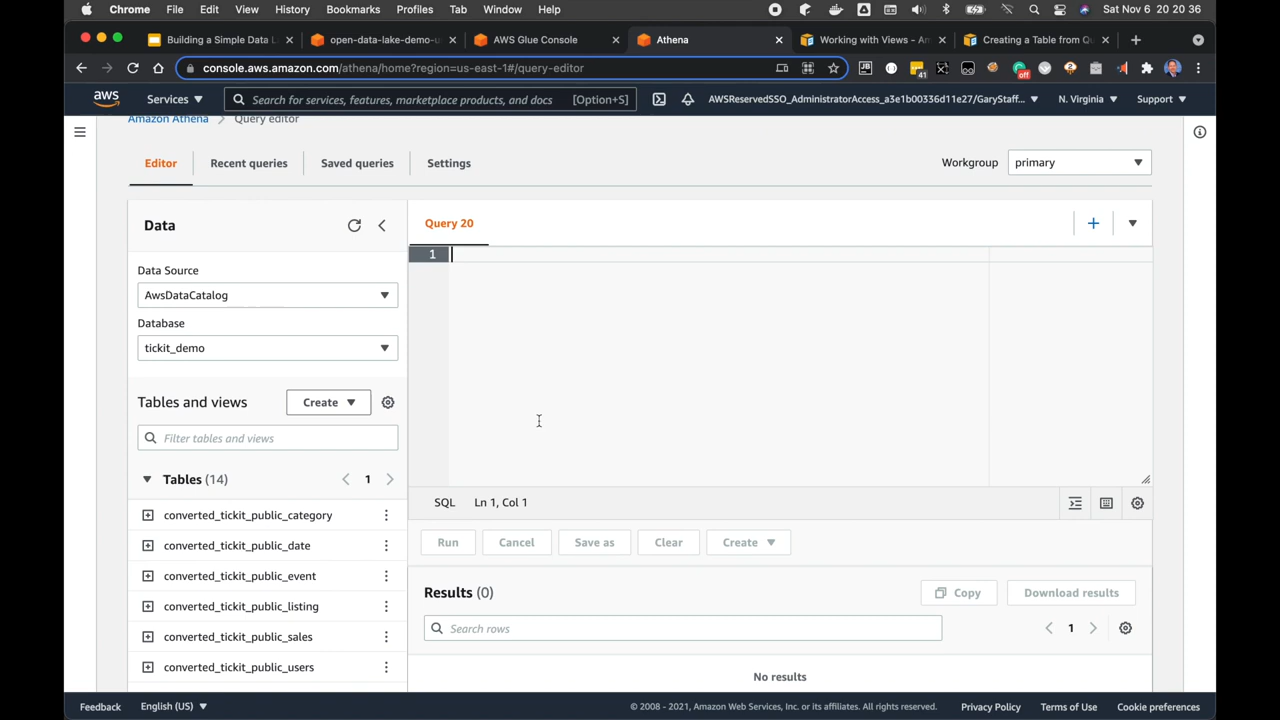 Chrome File Edit View History Bookmarks Profiles Tab Window Help Sat Nov 6 20 20 36
Building a Simple Data L open-data-lake-demo-u AWS Glue Console Athena Working with Views - Am Creating a Table from Qu
console.aws.amazon.com/athena/home?region=us-east-1#/query-editor 41 off
aws Services Search for services, features, marketplace products, and docs [Option+S] AWSReservedSSO_AdministratorAccess_a3e1b00336d11e27/GaryStaff... N. Virginia Support
Amazon Athena Query editor
Editor Recent queries Saved queries Settings Workgroup primary
Data Query 20
1
Data Source
AwsDataCatalog
Database
tickit_demo
Tables and views Create
Filter tables and views
Tables (14) 1
SQL Ln 1, Col 1
converted_tickit_public_category
converted_tickit_public_date
converted_tickit_public_event
converted_tickit_public_listing
converted_tickit_public_sales
converted_tickit_public_users
Run Cancel Save as Clear Create
Results (0) Copy Download results
Search rows 1
No results
Feedback English (US) © 2008 - 2021, Amazon Web Services, Inc. or its affiliates. All rights reserved. Privacy Policy Terms of Use Cookie preferences